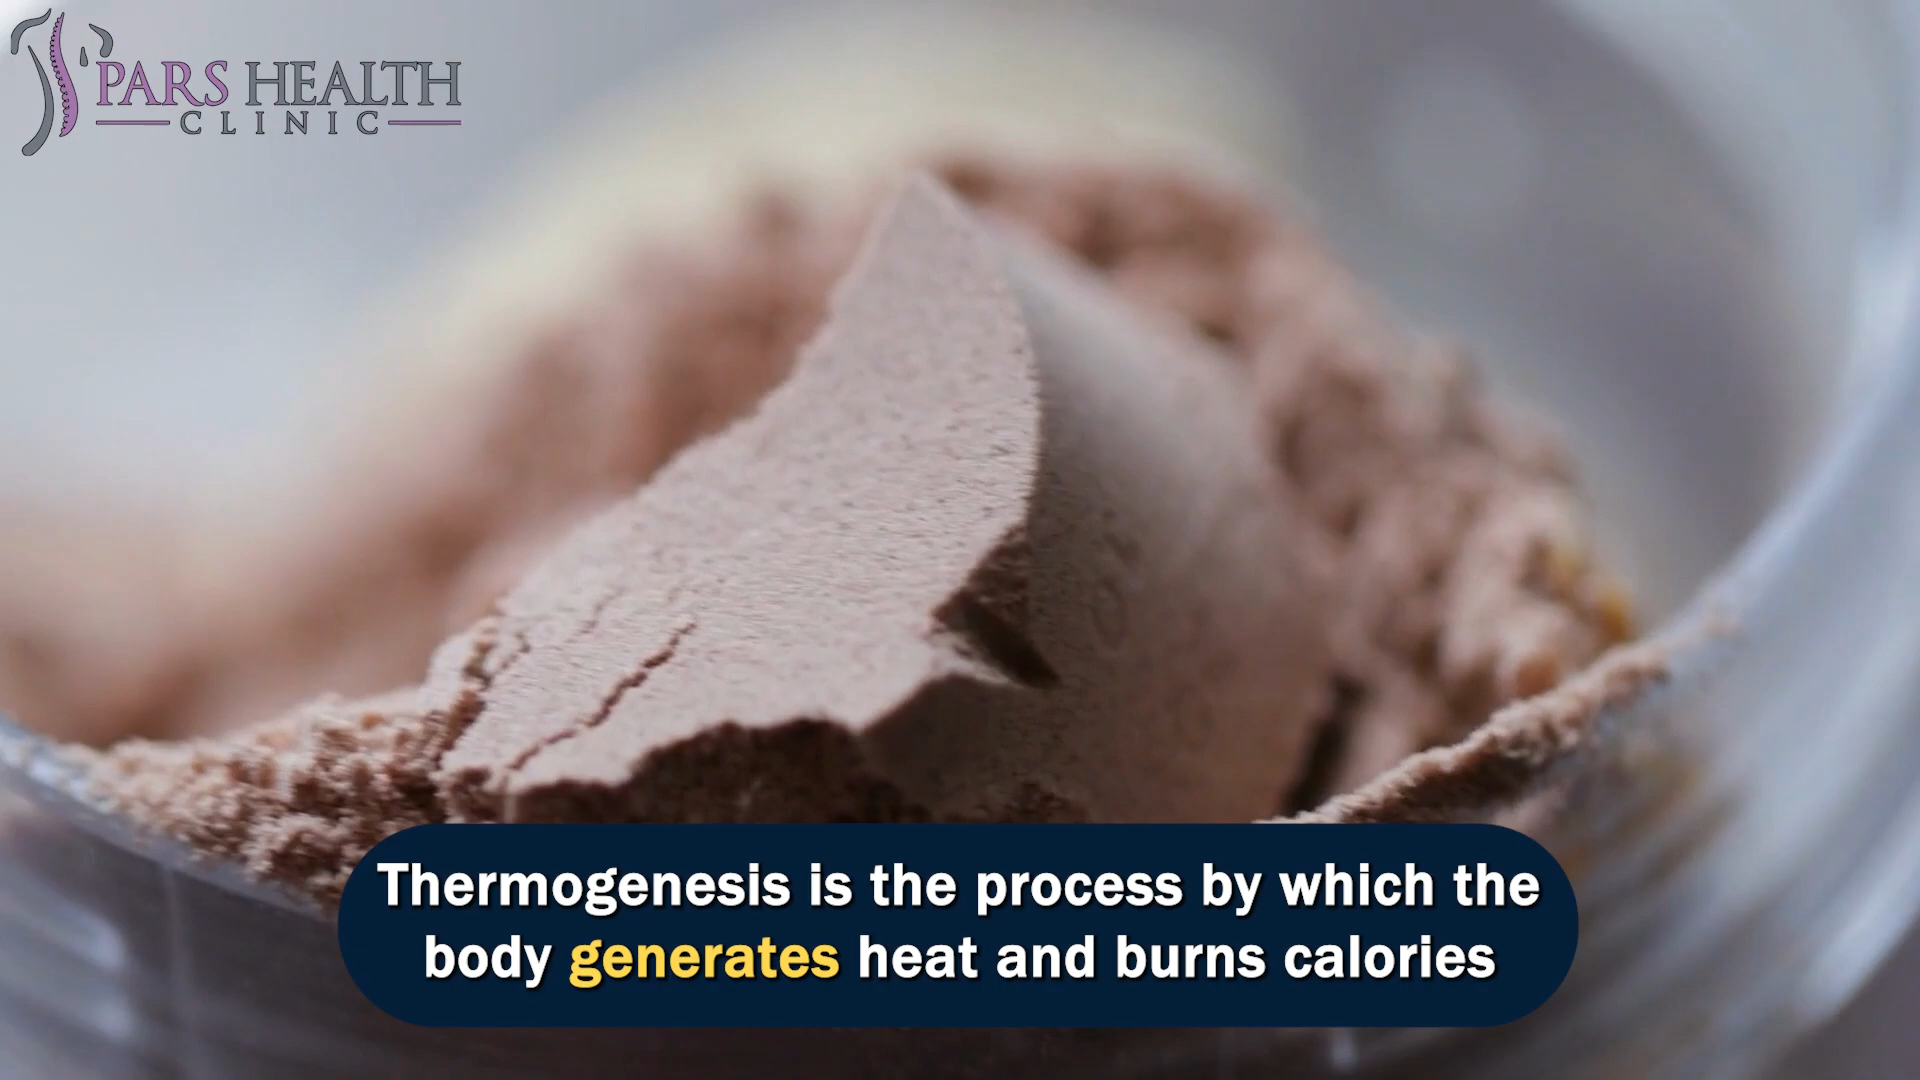 PARS HEALTH
CLINIC
Thermogenesis is the process by which the
body generates heat and burns calories